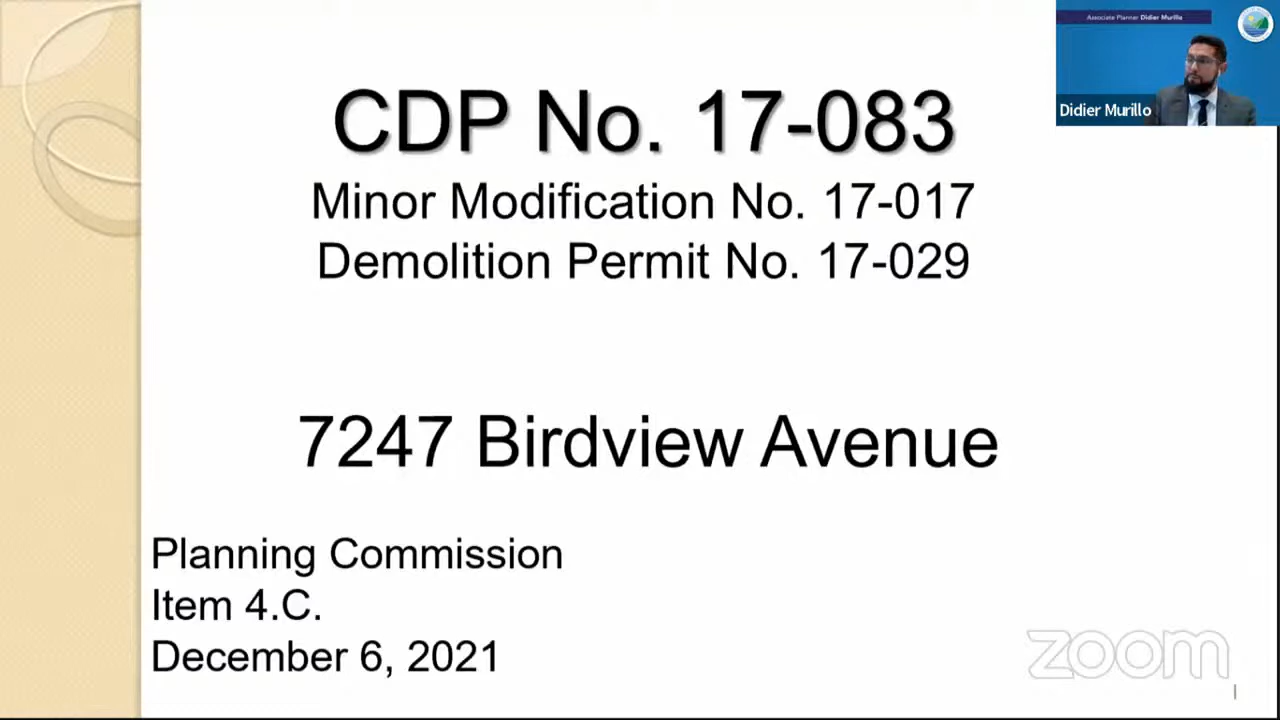 Associate Planner Didier Murillo
Didier Murillo
CDP No. 17-083
Minor Modification No. 17-017
Demolition Permit No. 17-029
7247 Birdview Avenue
Planning Commission
Item 4.C.
December 6, 2021
zoom
1